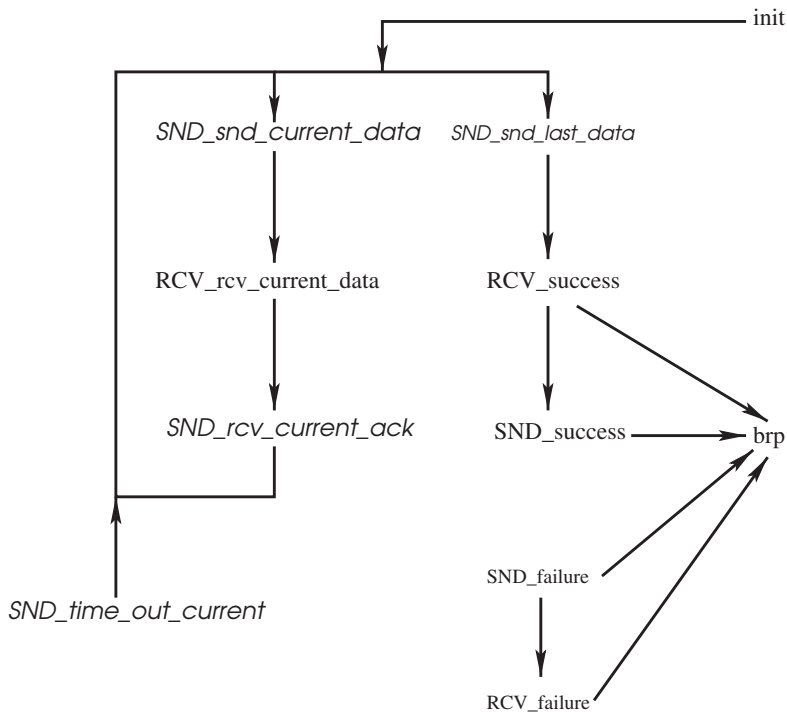 init
SND_snd_current_data
SND_snd_last_data
RCV_rcv_current_data
RCV_success
SND_rcv_current_ack
SND_success
brp
SND_failure
SND_time_out_current
RCV_failure